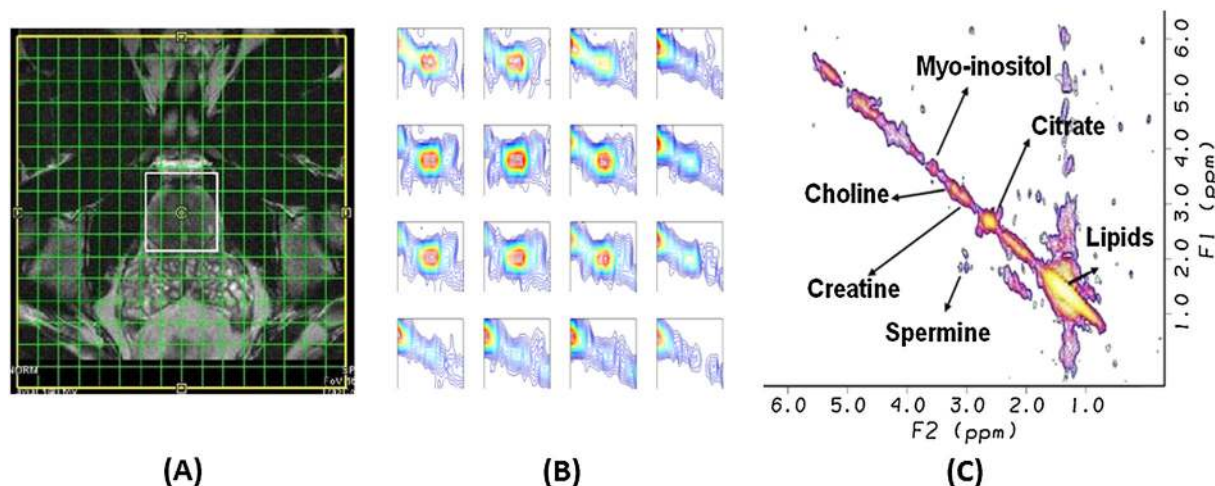 NORM
Myo-inositol
Citrate
Choline
Lipids
Creatine
Spermine
6.0
5.0
4.0
3.0
2.0
1.0
F1 (ppm)
6.0 5.0 4.0 3.0 2.0 1.0
F2 (ppm)
(A) (B) (C)